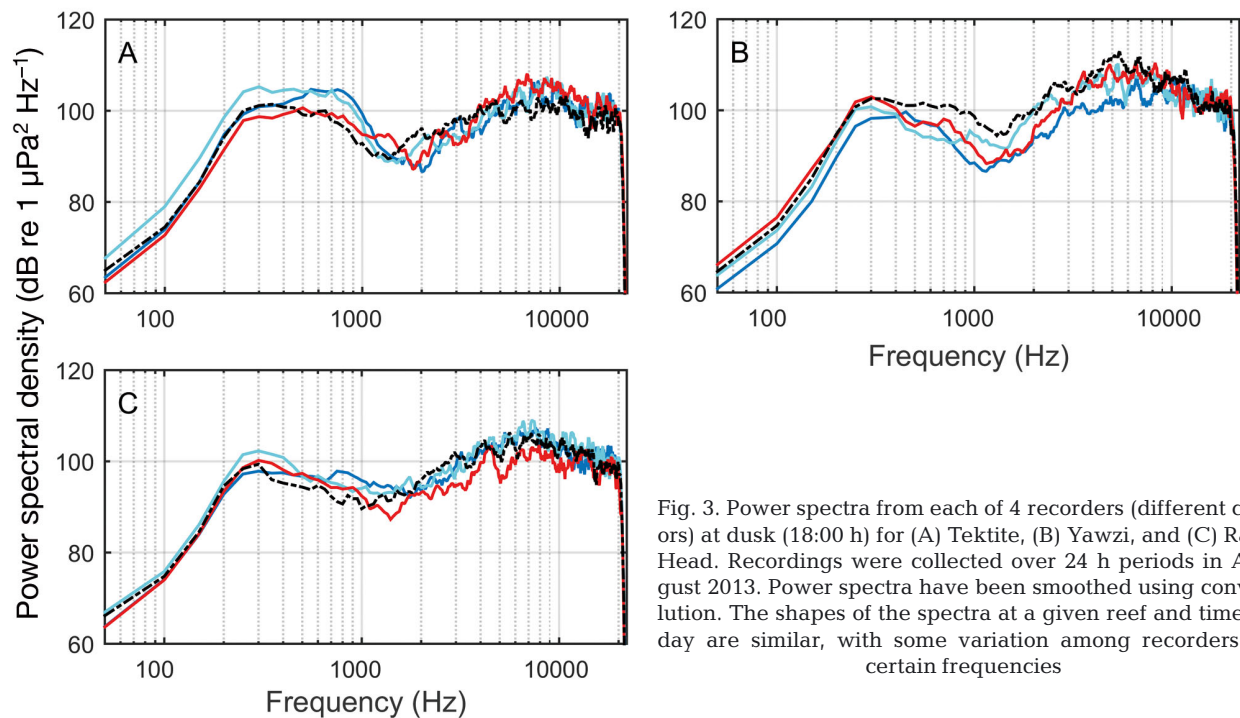 Power spectral density (dB re 1 µPa² Hz⁻¹)
120
100
80
60
A
100
1000
10000
120
100
80
60
B
100
1000
10000
Frequency (Hz)
120
100
80
60
C
100
1000
10000
Frequency (Hz)
Fig. 3. Power spectra from each of 4 recorders (different
ors) at dusk (18:00 h) for (A) Tektite, (B) Yawzi, and (C)
Head. Recordings were collected over 24 h periods in
gust 2013. Power spectra have been smoothed using
lution. The shapes of the spectra at a given reef and time
day are similar, with some variation among recorders
certain frequencies